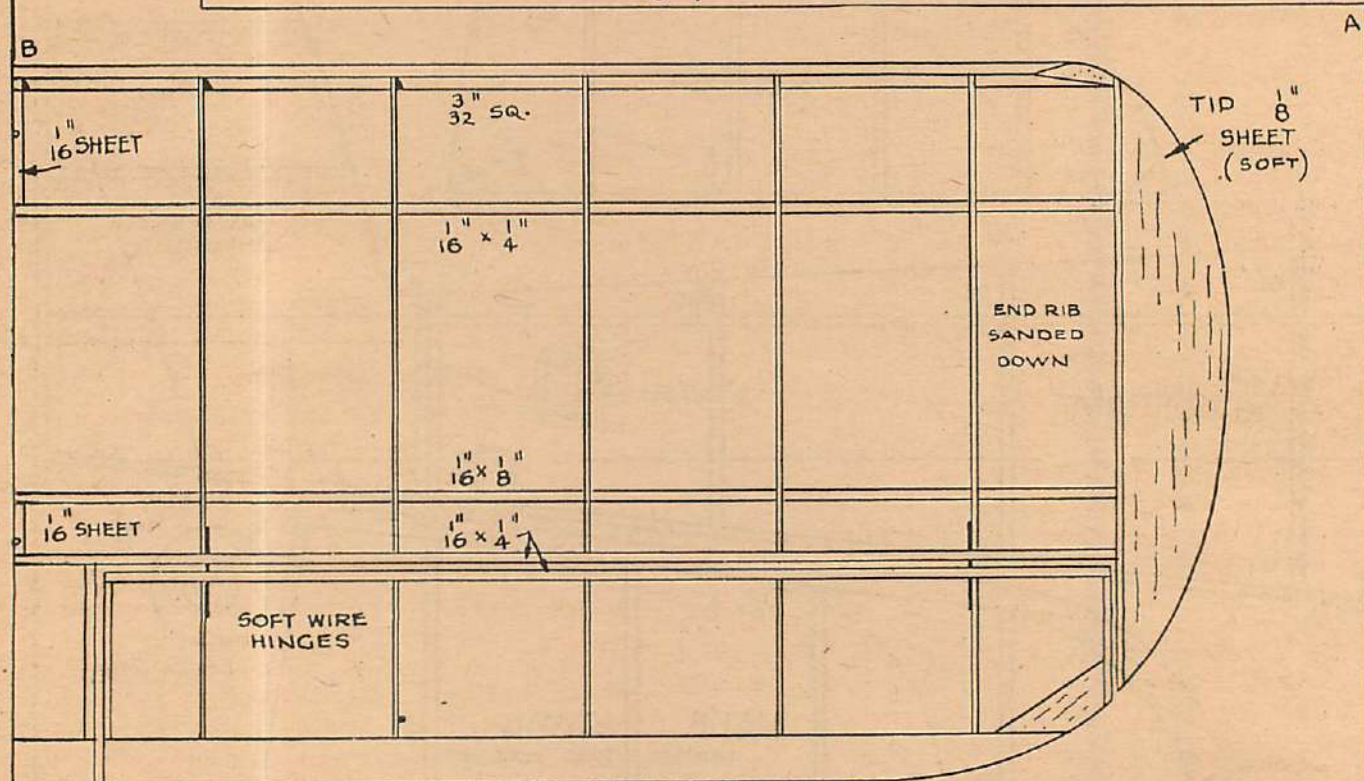 B
A
3/32" SQ.
1/16" SHEET
TID 1/8"
SHEET
(SOFT)
1/16" x 1/4"
END RIB
SANDED
DOWN
1/16" x 1/8"
1/16" SHEET
1/16" x 1/4"
SOFT WIRE
HINGES